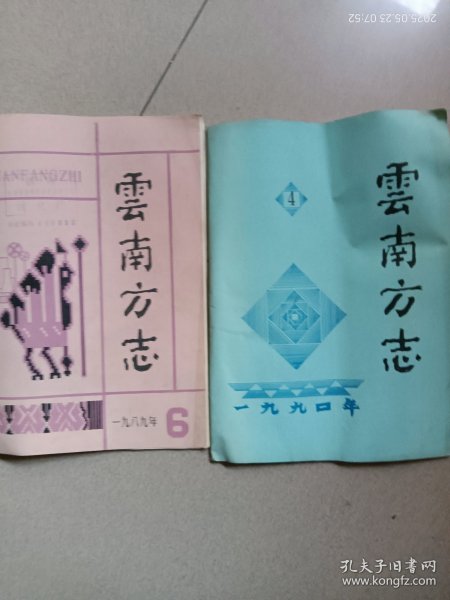 2025.05.23 07:52
ANFANGZHI
雲南方志
一九八九年
6
4
雲南方志
一九九〇年
孔夫子旧书网
www.kongfz.com